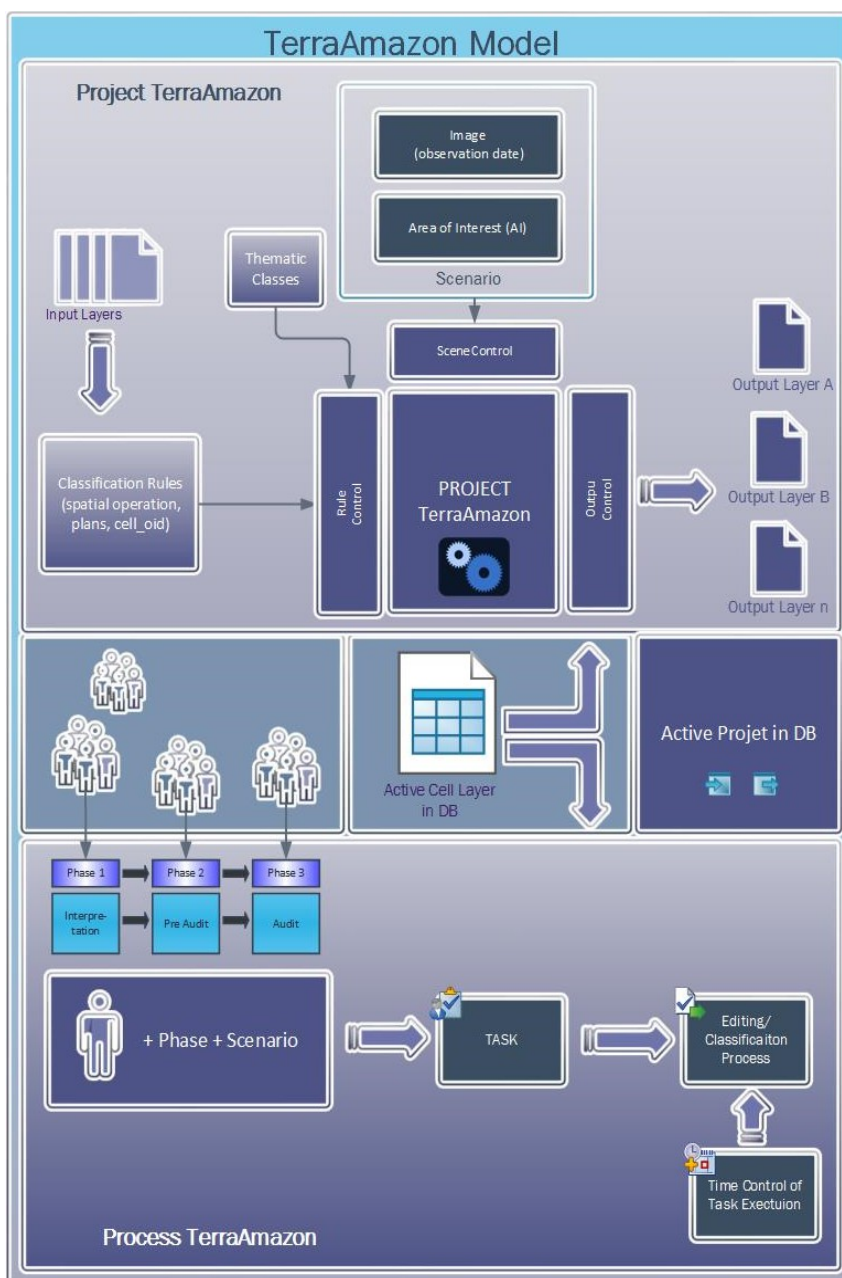 TerraAmazon Model
Project TerraAmazon
Image
(observation date)
Area of Interest (AI)
Scenario
Thematic
Classes
Input Layers
SceneControl
Classification Rules
(spatial operation,
plans, cell_oid)
Rule
Control
PROJECT
TerraAmazon
Outpu
Control
Output Layer A
Output Layer B
Output Layer n
Active Cell Layer
in DB
Active Projet in DB
Phase 1
Phase 2
Phase 3
Interpre-
tation
Pre Audit
Audit
+ Phase + Scenario
TASK
Editing/
Classificaiton
Process
Time Control of
Task Exectuion
Process TerraAmazon